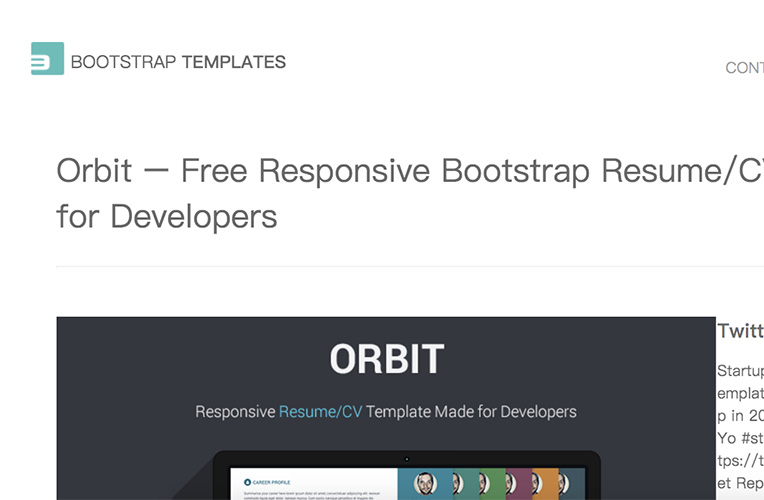 BOOTSTRAP TEMPLATES
CONT
Orbit — Free Responsive Bootstrap Resume/CV
for Developers
ORBIT
Responsive Resume/CV Template Made for Developers
CAREER PROFILE
Twitt
Startup
emplat
p in 20
Yo #st
tps://t
et Rep